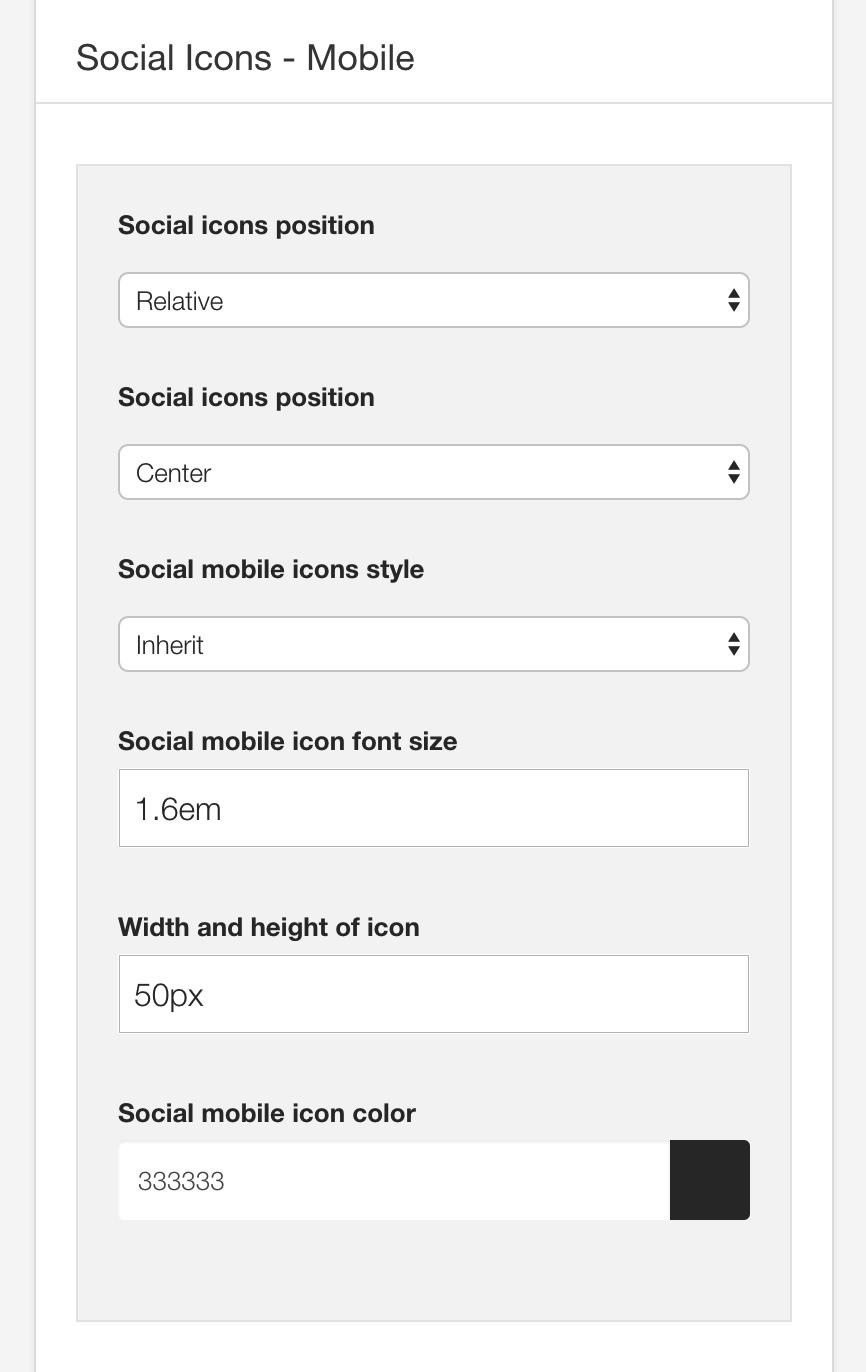 Social Icons - Mobile
Social icons position
Relative
Social icons position
Center
Social mobile icons style
Inherit
Social mobile icon font size
1.6em
Width and height of icon
50px
Social mobile icon color
333333